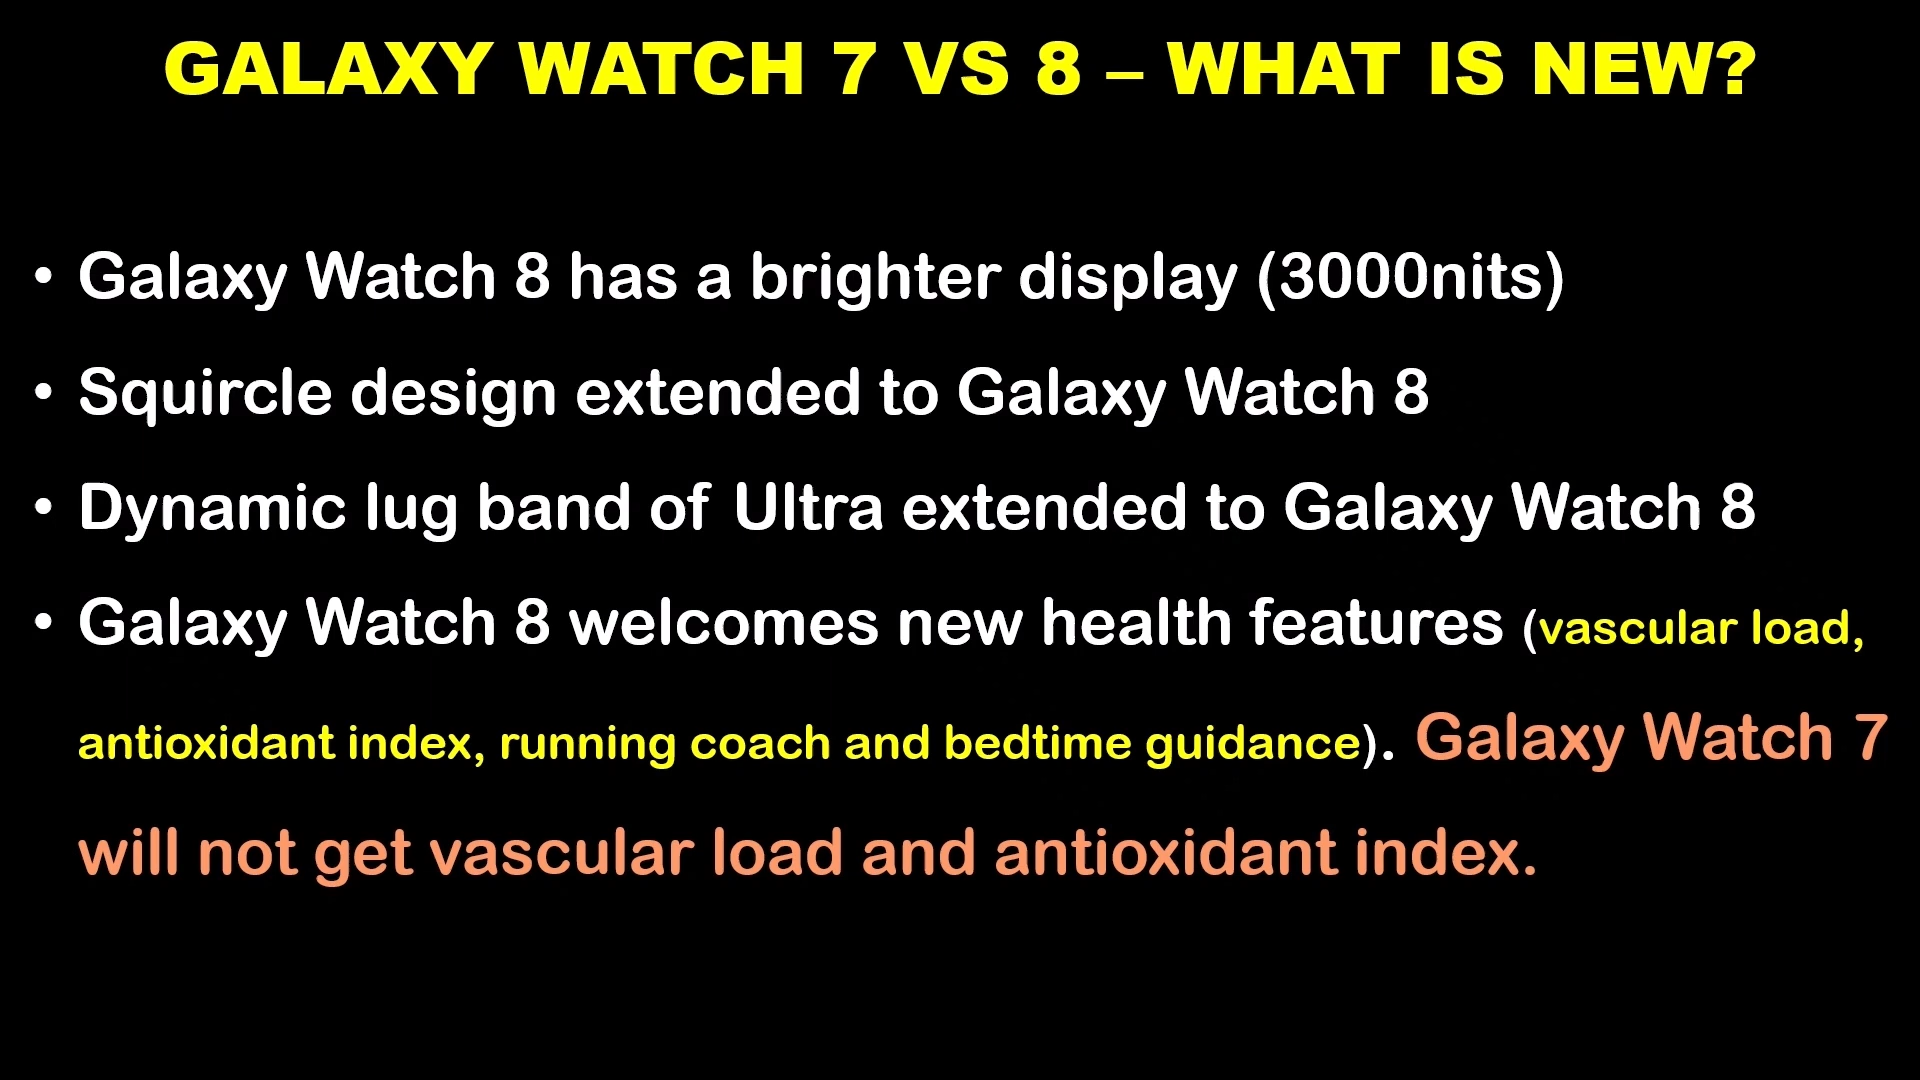 GALAXY WATCH 7 VS 8 – WHAT IS NEW?
• Galaxy Watch 8 has a brighter display (3000nits)
• Squircle design extended to Galaxy Watch 8
• Dynamic lug band of Ultra extended to Galaxy Watch 8
• Galaxy Watch 8 welcomes new health features (vascular load,
antioxidant index, running coach and bedtime guidance). Galaxy Watch 7
will not get vascular load and antioxidant index.